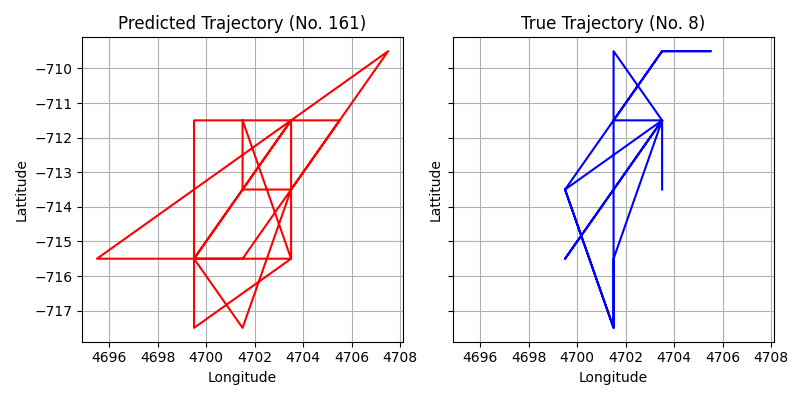 Predicted Trajectory (No. 161)
True Trajectory (No. 8)
Lattitude
−710
−711
−712
−713
−714
−715
−716
−717
4696 4698 4700 4702 4704 4706 4708
Longitude
Lattitude
4696 4698 4700 4702 4704 4706 4708
Longitude